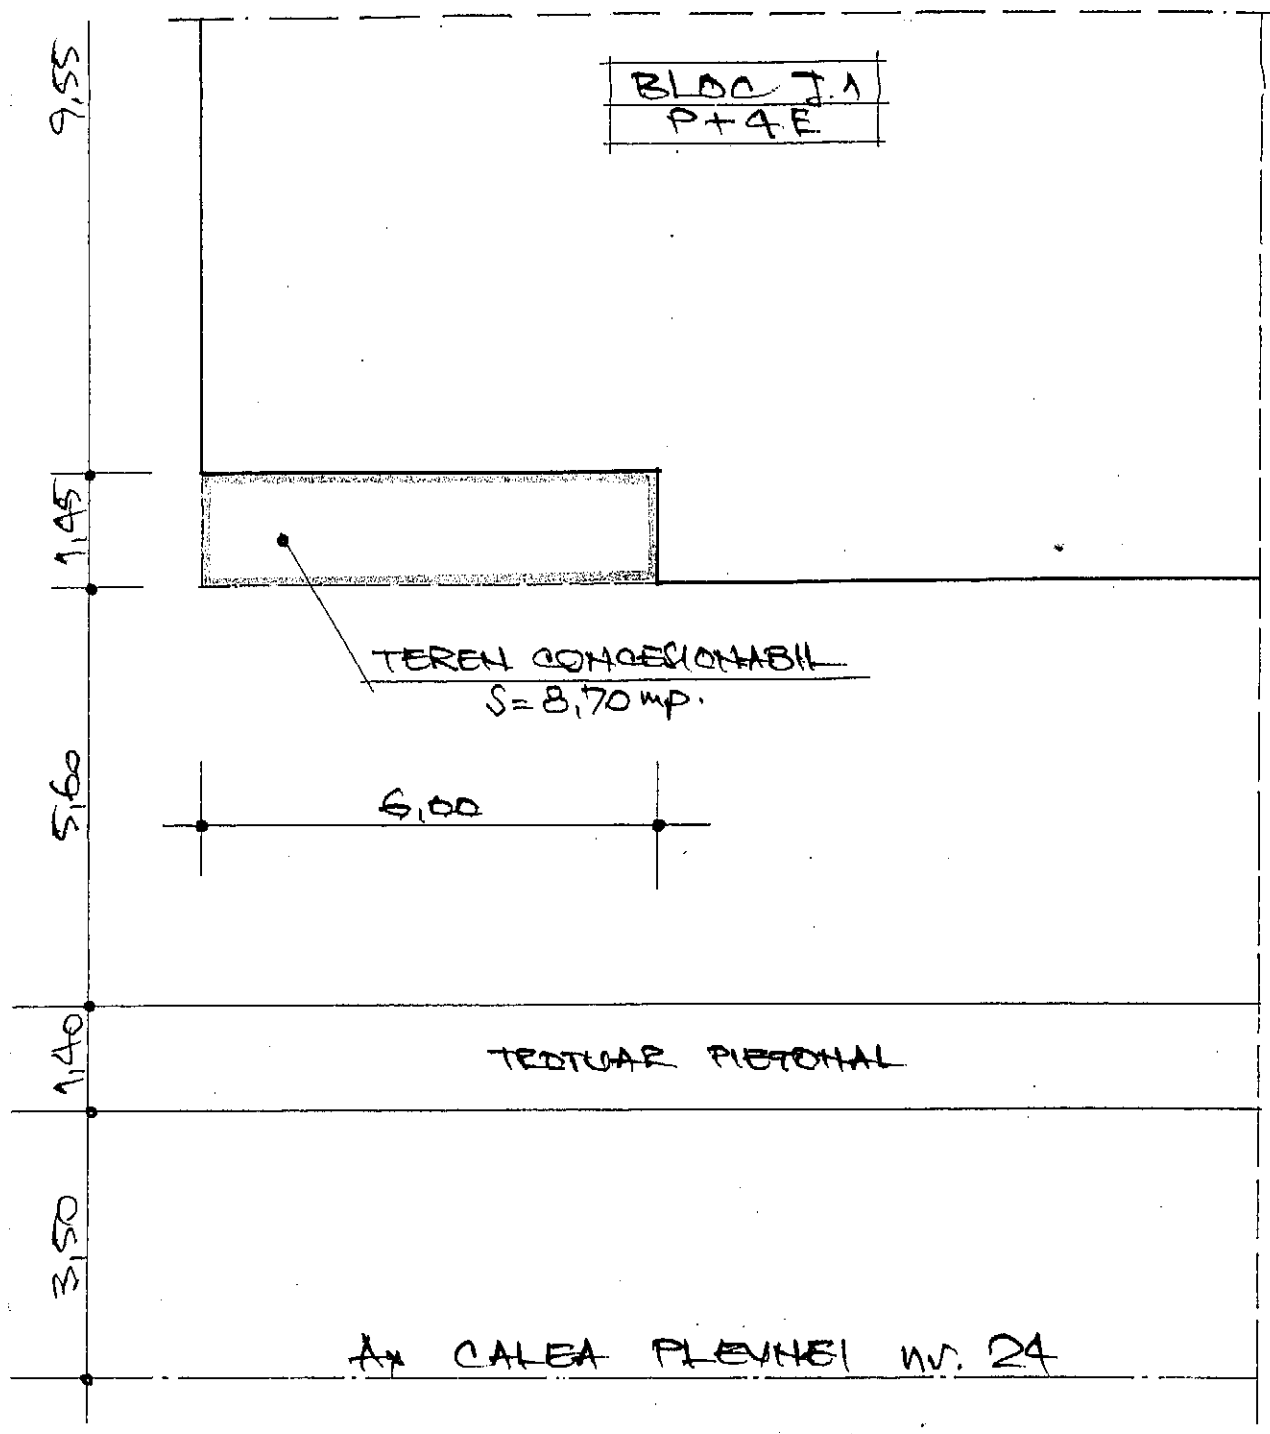 9,55
BLOC J.1
P+4E
1,45
TEREN CONCESIONABIL
S=8,70 mp.
5,60
6,00
1,40
TROTUAR PIETONAL
3,50
Ax CALEA PLEVNEI nr. 24